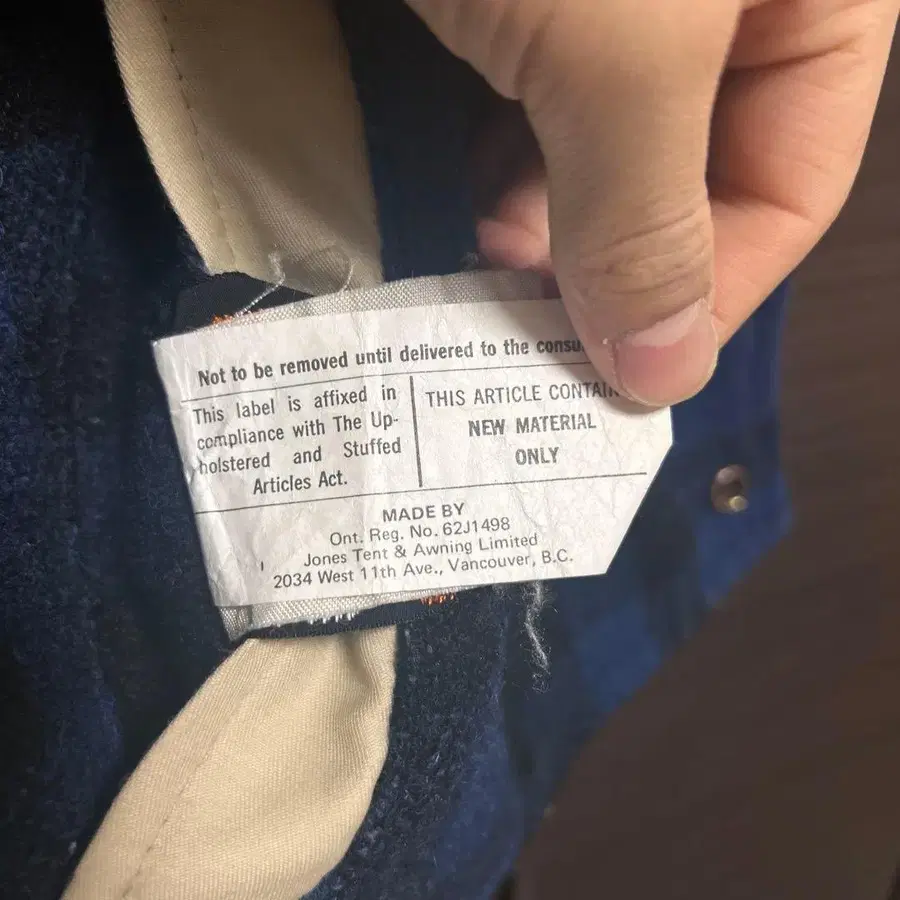 Not to be removed until delivered to the
This label is affixed in
compliance with The Up-
holstered and Stuffed
Articles Act.
THIS ARTICLE
NEW MATERIAL
ONLY
MADE BY
Ont. Reg. No. 62J1498
Jones Tent & Awning Limited
2034 West 11th Ave., Vancouver, B.C.